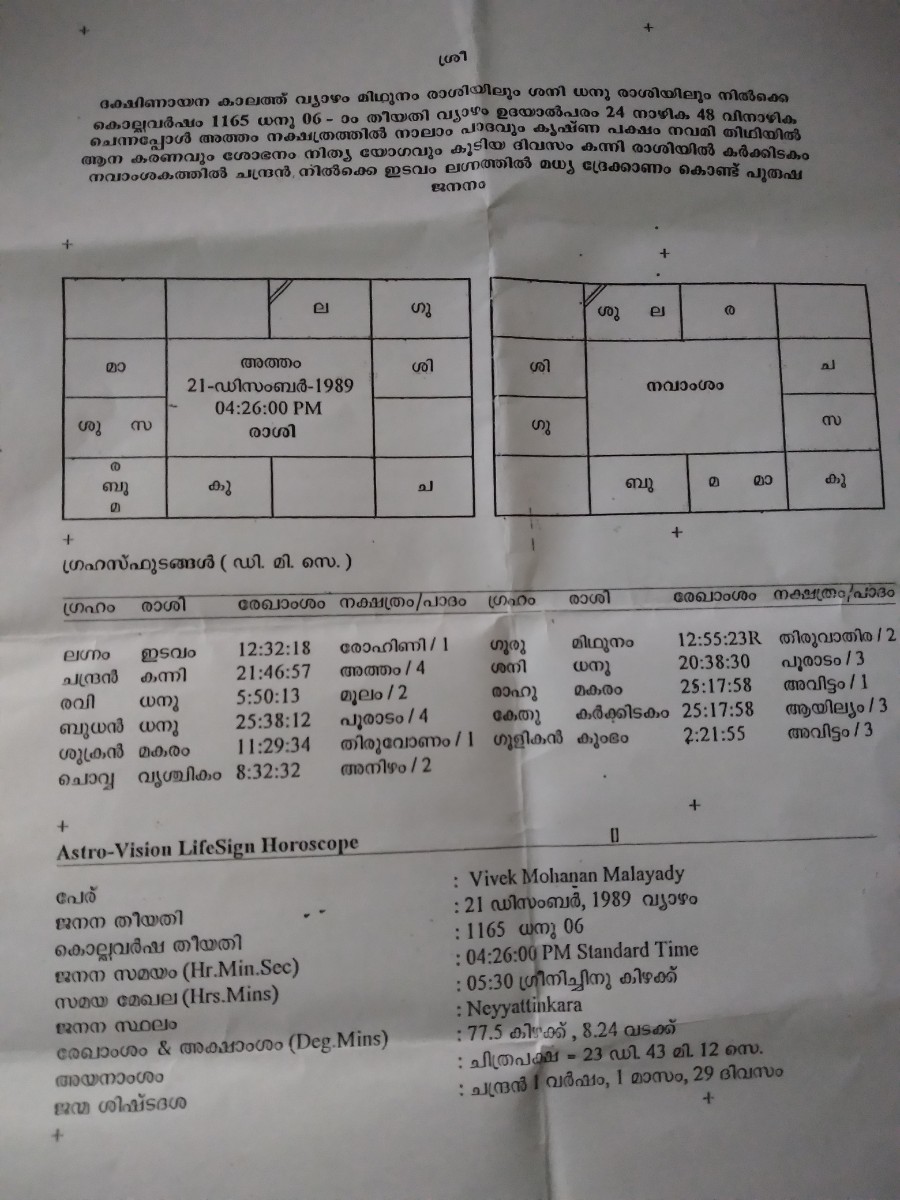 ശ്രീ
ദക്ഷിണായന കാലത്ത് വ്യാഴം മിഥുനം രാശിയിലും ശനി ധനു രാശിയിലും നിൽക്കെ
കൊല്ലവർഷം 1165 ധനു 06 - ാം തീയതി വ്യാഴം ഉദയാൽപരം 24 നാഴിക 48 വിനാഴിക
ചെന്നപ്പോൾ അത്തം നക്ഷത്രത്തിൽ നാലാം പാദവും കൃഷ്ണ പക്ഷം നവമി തിഥിയിൽ
ആന കരണവും ശോഭനം നിത്യ യോഗവും കൂടിയ ദിവസം കന്നി രാശിയിൽ കർക്കിടകം
നവാംശകത്തിൽ ചന്ദ്രൻ നിൽക്കെ ഇടവം ലഗ്നത്തിൽ മധ്യ ദ്രേക്കാണം കൊണ്ട് പുരുഷ
ജനനം
ല ഗു
മാ ശി
ശു സ
ര
ബു
മ
കു ച
അത്തം
21-ഡിസംബർ-1989
04:26:00 PM
രാശി
ശു ല ര
ശി ച
നവാംശം
ഗു സ
ബു മ മാ കു
ഗ്രഹസ്ഫുടങ്ങൾ ( ഡി. മി. സെ. )
ഗ്രഹം രാശി രേഖാംശം നക്ഷത്രം/പാദം ഗ്രഹം രാശി രേഖാംശം നക്ഷത്രം/പാദം
ലഗ്നം ഇടവം 12:32:18 രോഹിണി / 1 ഗുരു മിഥുനം 12:55:23R തിരുവാതിര / 2
ചന്ദ്രൻ കന്നി 21:46:57 അത്തം / 4 ശനി ധനു 20:38:30 പൂരാടം / 3
രവി ധനു 5:50:13 മൂലം / 2 രാഹു മകരം 25:17:58 അവിട്ടം / 1
ബുധൻ ധനു 25:38:12 പൂരാടം / 4 കേതു കർക്കിടകം 25:17:58 ആയില്യം / 3
ശുക്രൻ മകരം 11:29:34 തിരുവോണം / 1 ഗുളികൻ കുംഭം 2:21:55 അവിട്ടം / 3
ചൊവ്വ വൃശ്ചികം 8:32:32 അനിഴം / 2
Astro-Vision LifeSign Horoscope
പേര് : Vivek Mohanan Malayady
ജനന തീയതി : 21 ഡിസംബർ, 1989 വ്യാഴം
കൊല്ലവർഷ തീയതി : 1165 ധനു 06
ജനന സമയം (Hr.Min.Sec) : 04:26:00 PM Standard Time
സമയ മേഖല (Hrs.Mins) : 05:30 ഗ്രീനിച്ചിനു കിഴക്ക്
ജനന സ്ഥലം : Neyyattinkara
രേഖാംശം & അക്ഷാംശം (Deg.Mins) : 77.5 കിഴക്ക് , 8.24 വടക്ക്
അയനാംശം : ചിത്രപക്ഷ = 23 ഡി. 43 മി. 12 സെ.
ജന്മ ശിഷ്ടദശ : ചന്ദ്രൻ 1 വർഷം, 1 മാസം, 29 ദിവസം